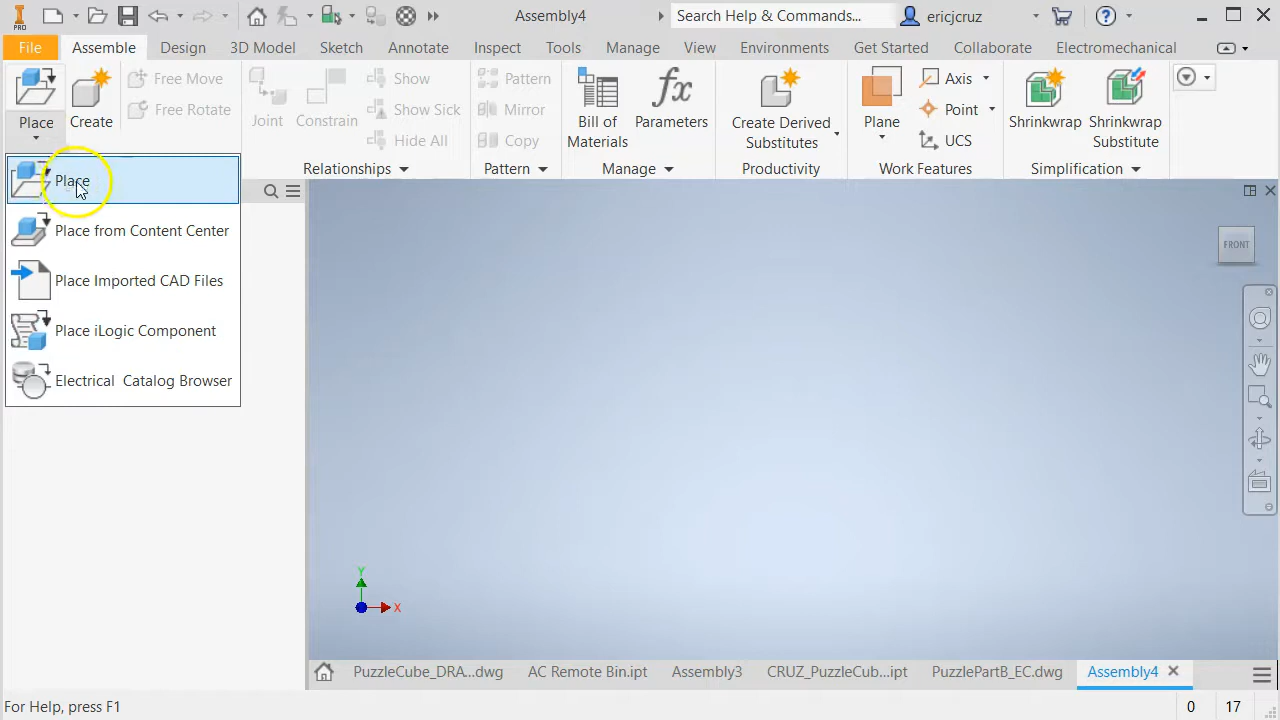 PRO
Assembly4
Search Help & Commands...
ericjcruz
File
Assemble
Design
3D Model
Sketch
Annotate
Inspect
Tools
Manage
View
Environments
Get Started
Collaborate
Electromechanical
Place
Create
Free Move
Free Rotate
Joint
Constrain
Show
Show Sick
Hide All
Relationships
Pattern
Mirror
Copy
Pattern
Bill of
Materials
fx
Parameters
Manage
Create Derived
Substitutes
Productivity
Plane
Axis
Point
UCS
Work Features
Shrinkwrap
Shrinkwrap
Substitute
Simplification
Place
Place from Content Center
Place Imported CAD Files
Place iLogic Component
Electrical Catalog Browser
FRONT
Y
X
PuzzleCube_DRA...dwg
AC Remote Bin.ipt
Assembly3
CRUZ_PuzzleCub...ipt
PuzzlePartB_EC.dwg
Assembly4
For Help, press F1
0
17